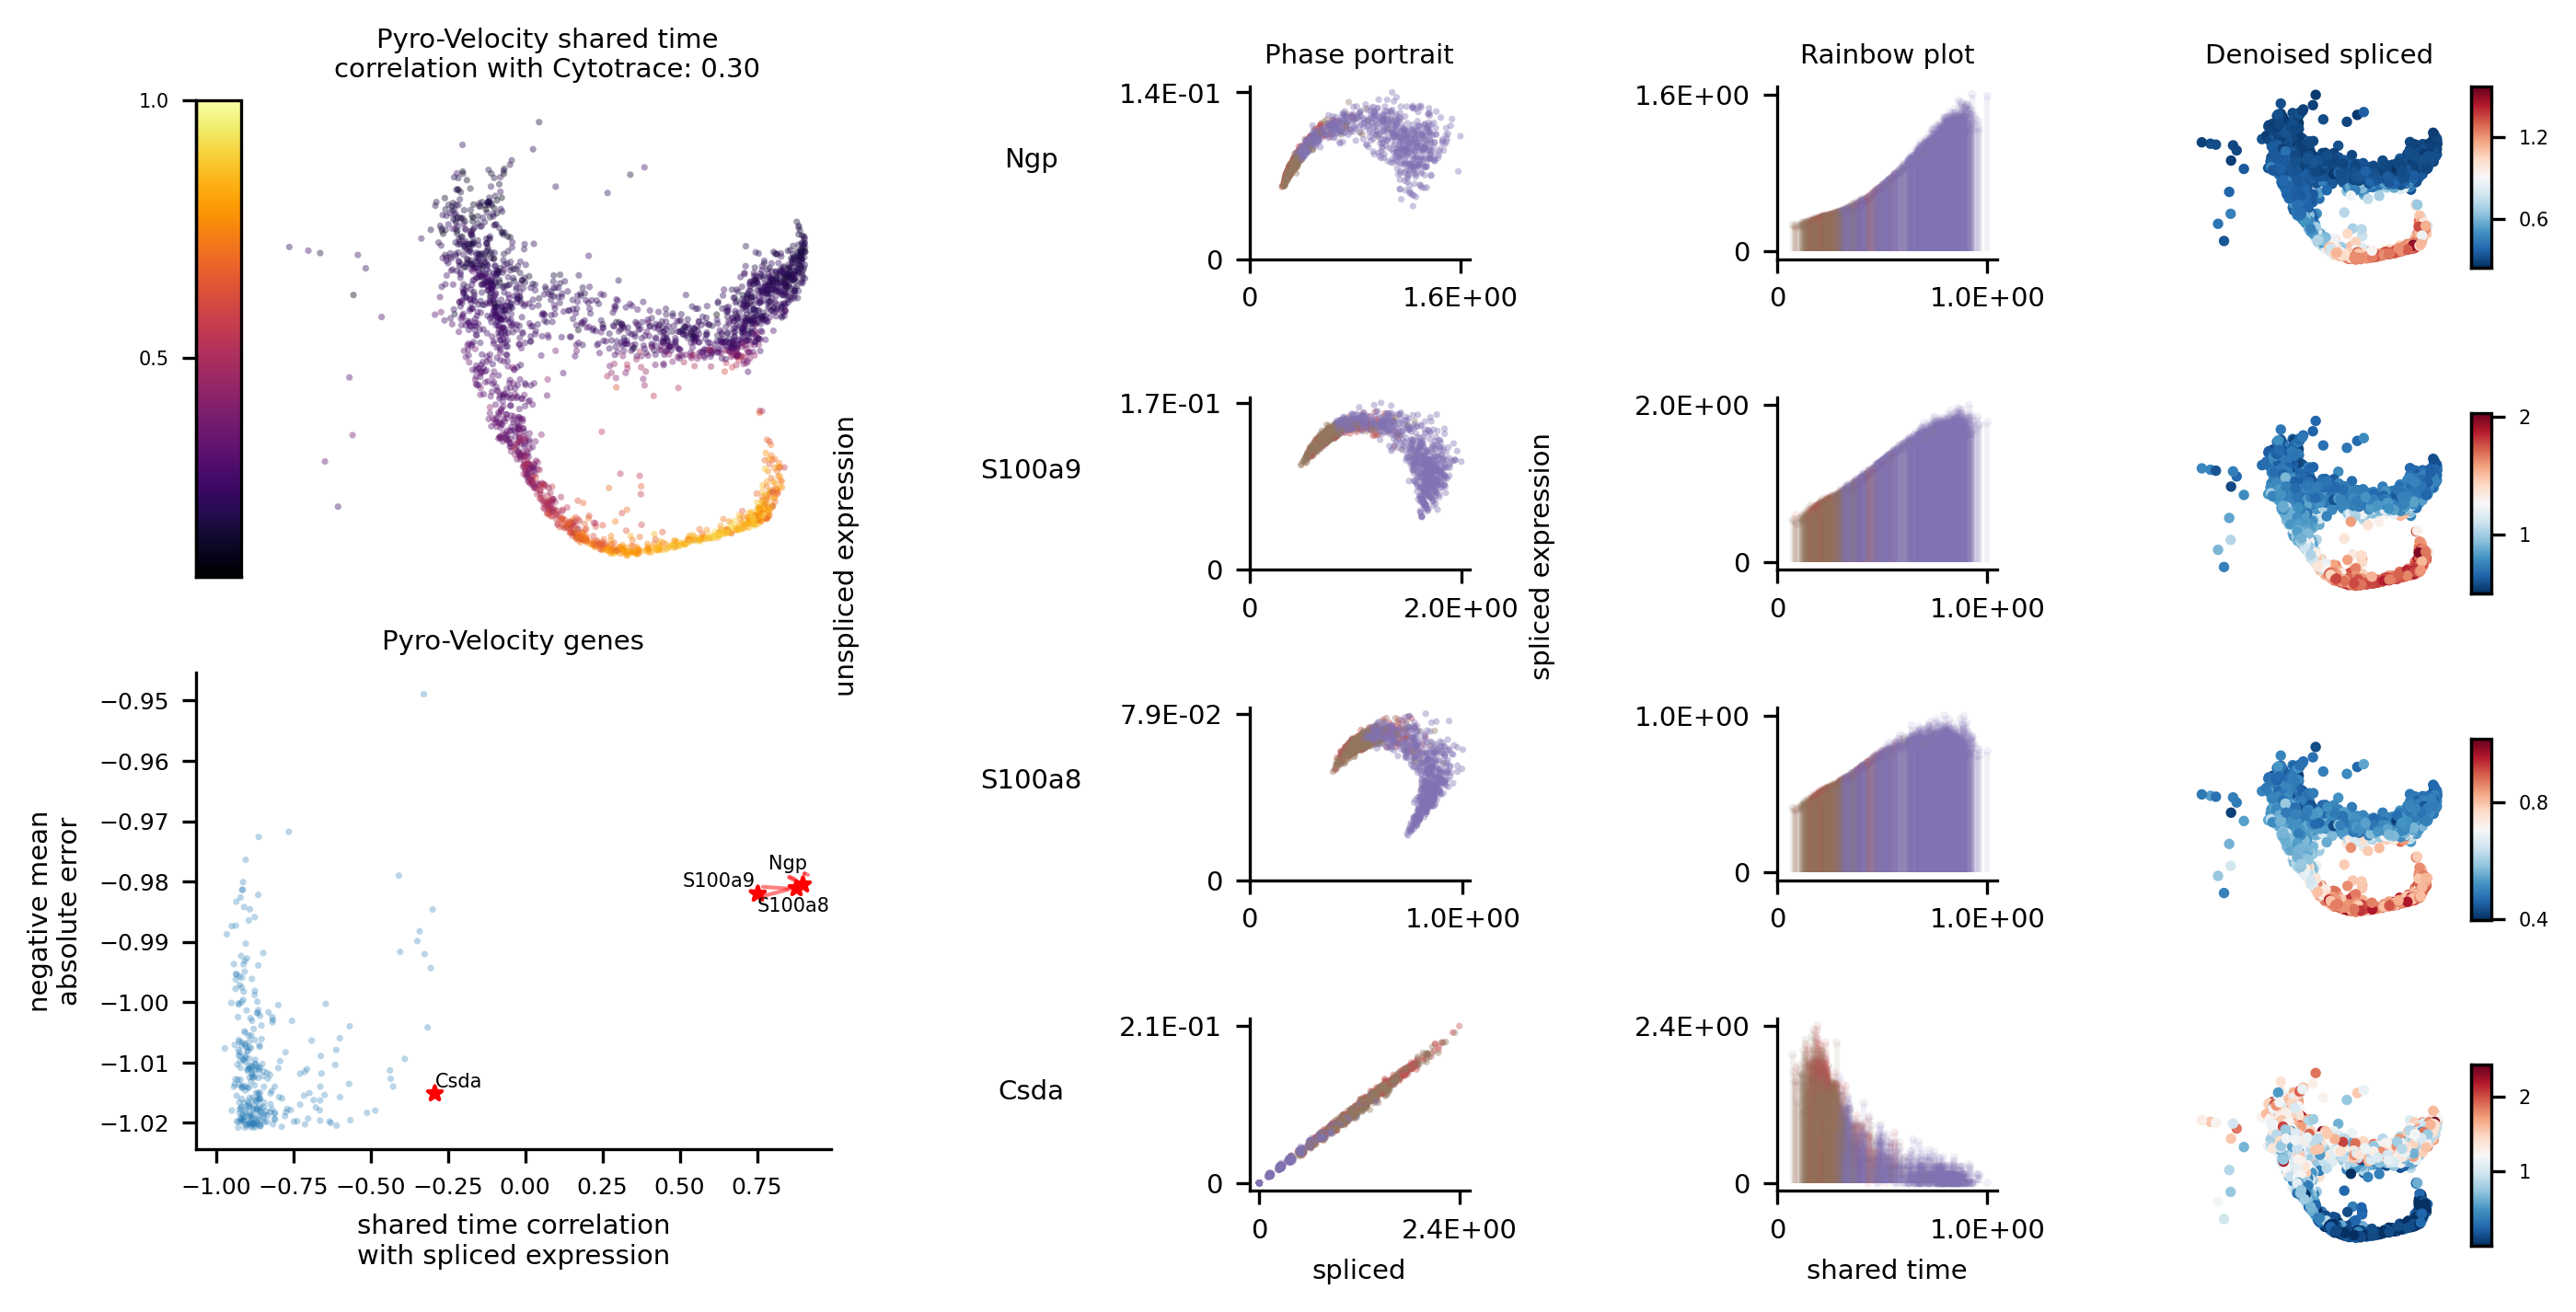 Pyro-Velocity shared time
correlation with Cytotrace: 0.30
1.0
0.5
Pyro-Velocity genes
negative mean
absolute error
−0.95
−0.96
−0.97
−0.98
−0.99
−1.00
−1.01
−1.02
Ngp
S100a9
S100a8
Csda
−1.00 −0.75 −0.50 −0.25 0.00 0.25 0.50 0.75
shared time correlation
with spliced expression
Phase portrait
Rainbow plot
Denoised spliced
unspliced expression
spliced expression
Ngp
1.4E-01
0
0 1.6E+00
1.6E+00
0
0 1.0E+00
1.2
0.6
S100a9
1.7E-01
0
0 2.0E+00
2.0E+00
0
0 1.0E+00
2
1
S100a8
7.9E-02
0
0 1.0E+00
1.0E+00
0
0 1.0E+00
0.8
0.4
Csda
2.1E-01
0
0 2.4E+00
2.4E+00
0
0 1.0E+00
2
1
spliced
shared time